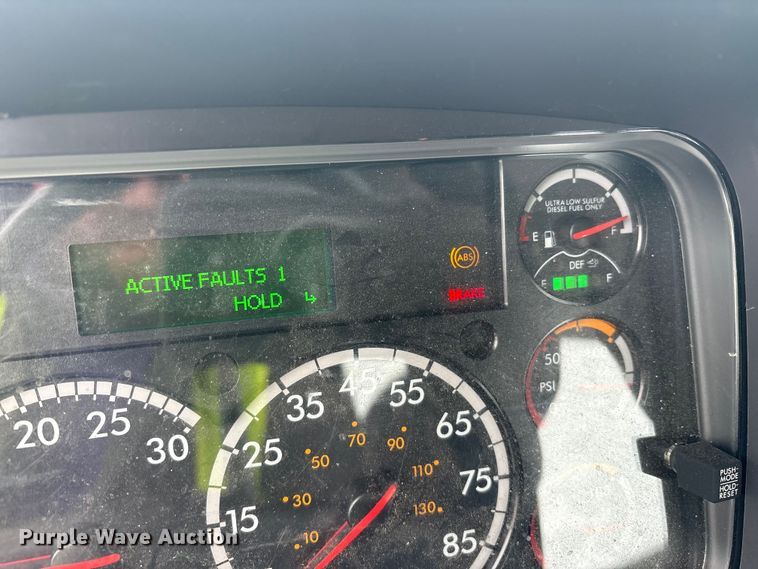 ULTRA LOW SULFUR
DIESEL FUEL ONLY
E F
DEF
E F
ACTIVE FAULTS 1
HOLD ↳
ABS
BRAKE
50
PSI
20 25 30
15 25 35 45 55 65 75 85
10 30 50 70 90 110 130
PUSH-
MODE
HOLD-
RESET
Purple Wave Auction